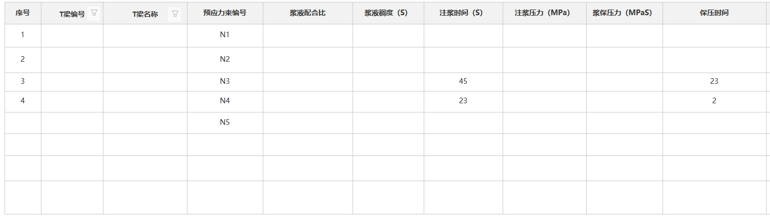 序号 T梁编号 T梁名称 预应力束编号 浆液配合比 浆液稠度（S） 注浆时间（S） 注浆压力（MPa） 浆保压力（MPaS） 保压时间
1 N1
2 N2
3 N3 45 23
4 N4 23 2
N5